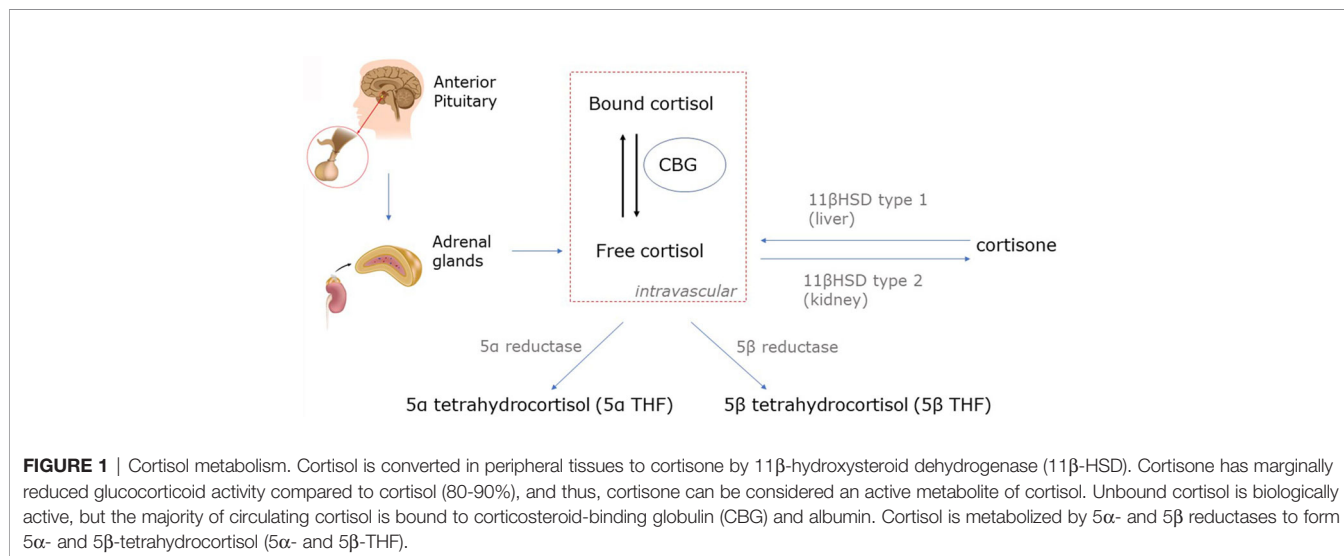 Anterior
Pituitary
Adrenal
glands
Bound cortisol
CBG
Free cortisol
intravascular
11βHSD type 1
(liver)
cortisone
11βHSD type 2
(kidney)
5α reductase
5β reductase
5α tetrahydrocortisol (5α THF)
5β tetrahydrocortisol (5β THF)
FIGURE 1 | Cortisol metabolism. Cortisol is converted in peripheral tissues to cortisone by 11β-hydroxysteroid dehydrogenase (11β-HSD). Cortisone has marginally
reduced glucocorticoid activity compared to cortisol (80-90%), and thus, cortisone can be considered an active metabolite of cortisol. Unbound cortisol is biologically
active, but the majority of circulating cortisol is bound to corticosteroid-binding globulin (CBG) and albumin. Cortisol is metabolized by 5α- and 5β reductases to form
5α- and 5β-tetrahydrocortisol (5α- and 5β-THF).